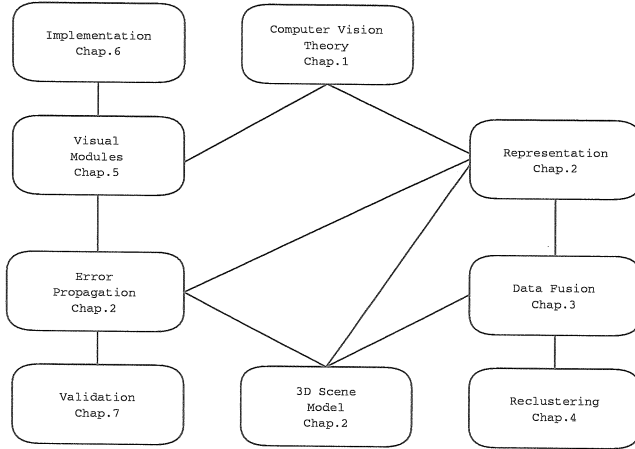 Implementation
Chap.6
Computer Vision
Theory
Chap.1
Visual
Modules
Chap.5
Representation
Chap.2
Error
Propagation
Chap.2
Data Fusion
Chap.3
Validation
Chap.7
3D Scene
Model
Chap.2
Reclustering
Chap.4